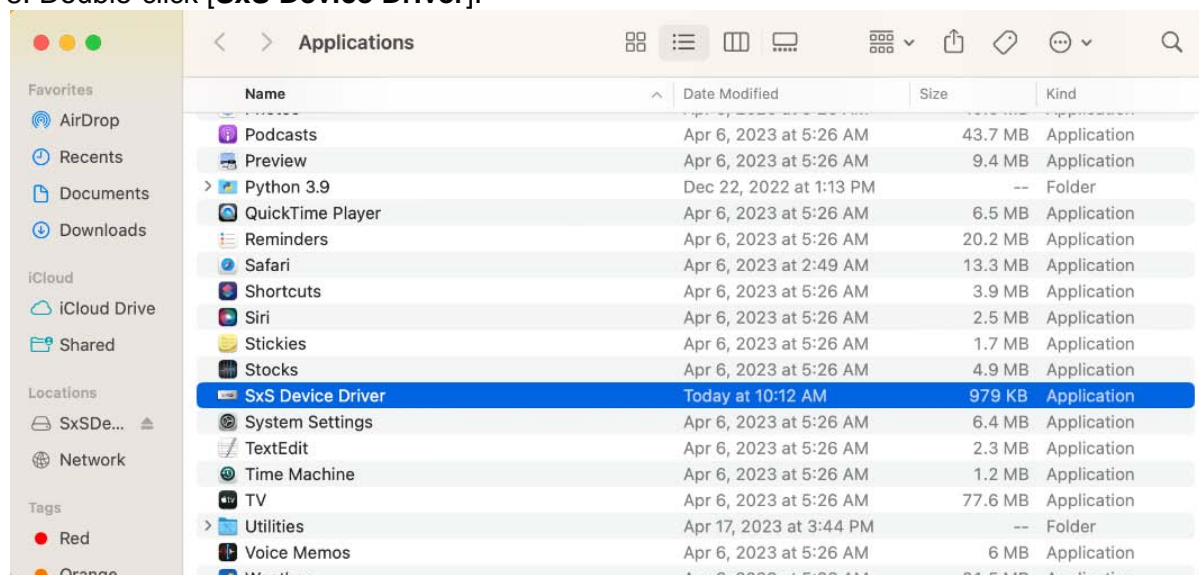 Double-click [SxS Device Driver].
Applications
Favorites
AirDrop
Recents
Documents
Downloads
iCloud
iCloud Drive
Shared
Locations
SxSDe...
Network
Tags
Red
Orange
Name Date Modified Size Kind
Podcasts Apr 6, 2023 at 5:26 AM 43.7 MB Application
Preview Apr 6, 2023 at 5:26 AM 9.4 MB Application
Python 3.9 Dec 22, 2022 at 1:13 PM -- Folder
QuickTime Player Apr 6, 2023 at 5:26 AM 6.5 MB Application
Reminders Apr 6, 2023 at 5:26 AM 20.2 MB Application
Safari Apr 6, 2023 at 2:49 AM 13.3 MB Application
Shortcuts Apr 6, 2023 at 5:26 AM 3.9 MB Application
Siri Apr 6, 2023 at 5:26 AM 2.5 MB Application
Stickies Apr 6, 2023 at 5:26 AM 1.7 MB Application
Stocks Apr 6, 2023 at 5:26 AM 4.9 MB Application
SxS Device Driver Today at 10:12 AM 979 KB Application
System Settings Apr 6, 2023 at 5:26 AM 6.4 MB Application
TextEdit Apr 6, 2023 at 5:26 AM 2.3 MB Application
Time Machine Apr 6, 2023 at 5:26 AM 1.2 MB Application
TV Apr 6, 2023 at 5:26 AM 77.6 MB Application
Utilities Apr 17, 2023 at 3:44 PM -- Folder
Voice Memos Apr 6, 2023 at 5:26 AM 6 MB Application